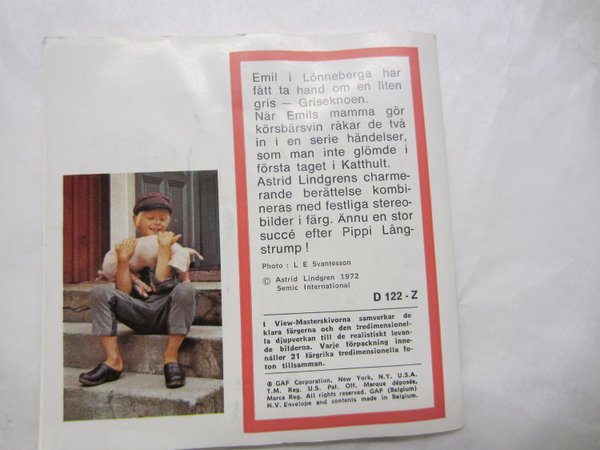 Emil i Lönneberga har
fått ta hand om en liten
gris — Griseknoen.
När Emils mamma gör
körsbärsvin råkar de två
in i en serie händelser,
som man inte glömde i
första taget i Katthult.
Astrid Lindgrens charme-
rande berättelse kombi-
neras med festliga stereo-
bilder i färg. Ännu en stor
succé efter Pippi Lång-
strump !
Photo : L E Svantesson
© Astrid Lindgren 1972
Semic International
D 122 - Z
I View-Masterskivorna samverkar de
klara färgerna och den tredimensionel-
la djupverkan till de realistiskt levan-
de bilderna. Varje förpackning inne-
håller 21 färgrika tredimensionella fo-
ton tillsamman.
® GAF Corporation, New York, N.Y. U.S.A.
T.M. Reg. U.S. Pat. Off. Marque déposée,
Marca Reg. All rights reserved. GAF (Belgium)
N.V. Envelope and contents made in Belgium.